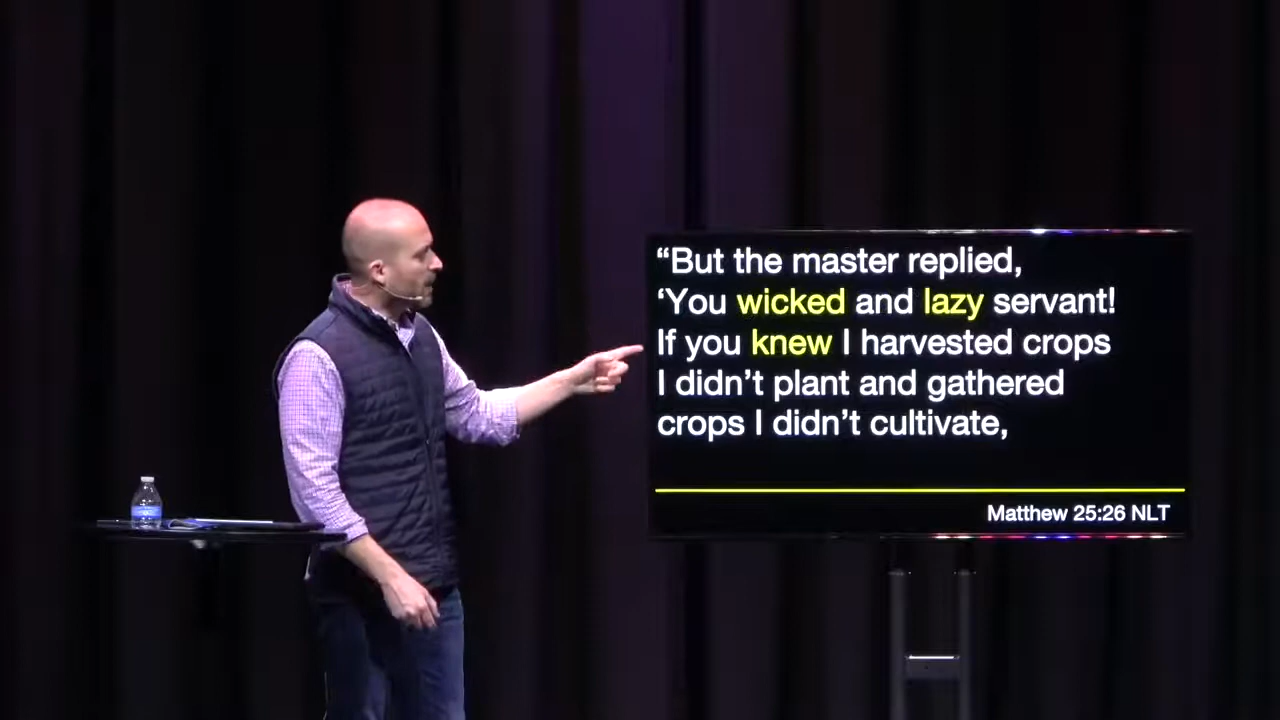 “But the master replied,
‘You wicked and lazy servant!
If you knew I harvested crops
I didn’t plant and gathered
crops I didn’t cultivate,
Matthew 25:26 NLT